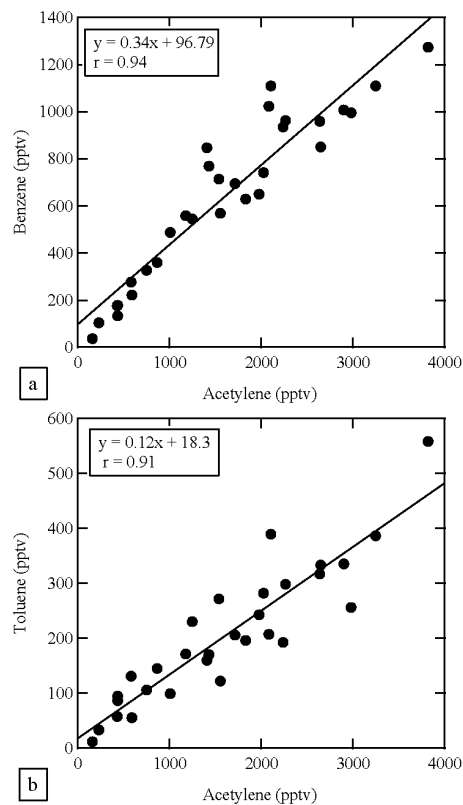 1400
y = 0.34x + 96.79
r = 0.94
1200
1000
800
600
400
200
0
Benzene (pptv)
0 1000 2000 3000 4000
Acetylene (pptv)
a
600
y = 0.12x + 18.3
r = 0.91
500
400
300
200
100
0
Toluene (pptv)
0 1000 2000 3000 4000
Acetylene (pptv)
b